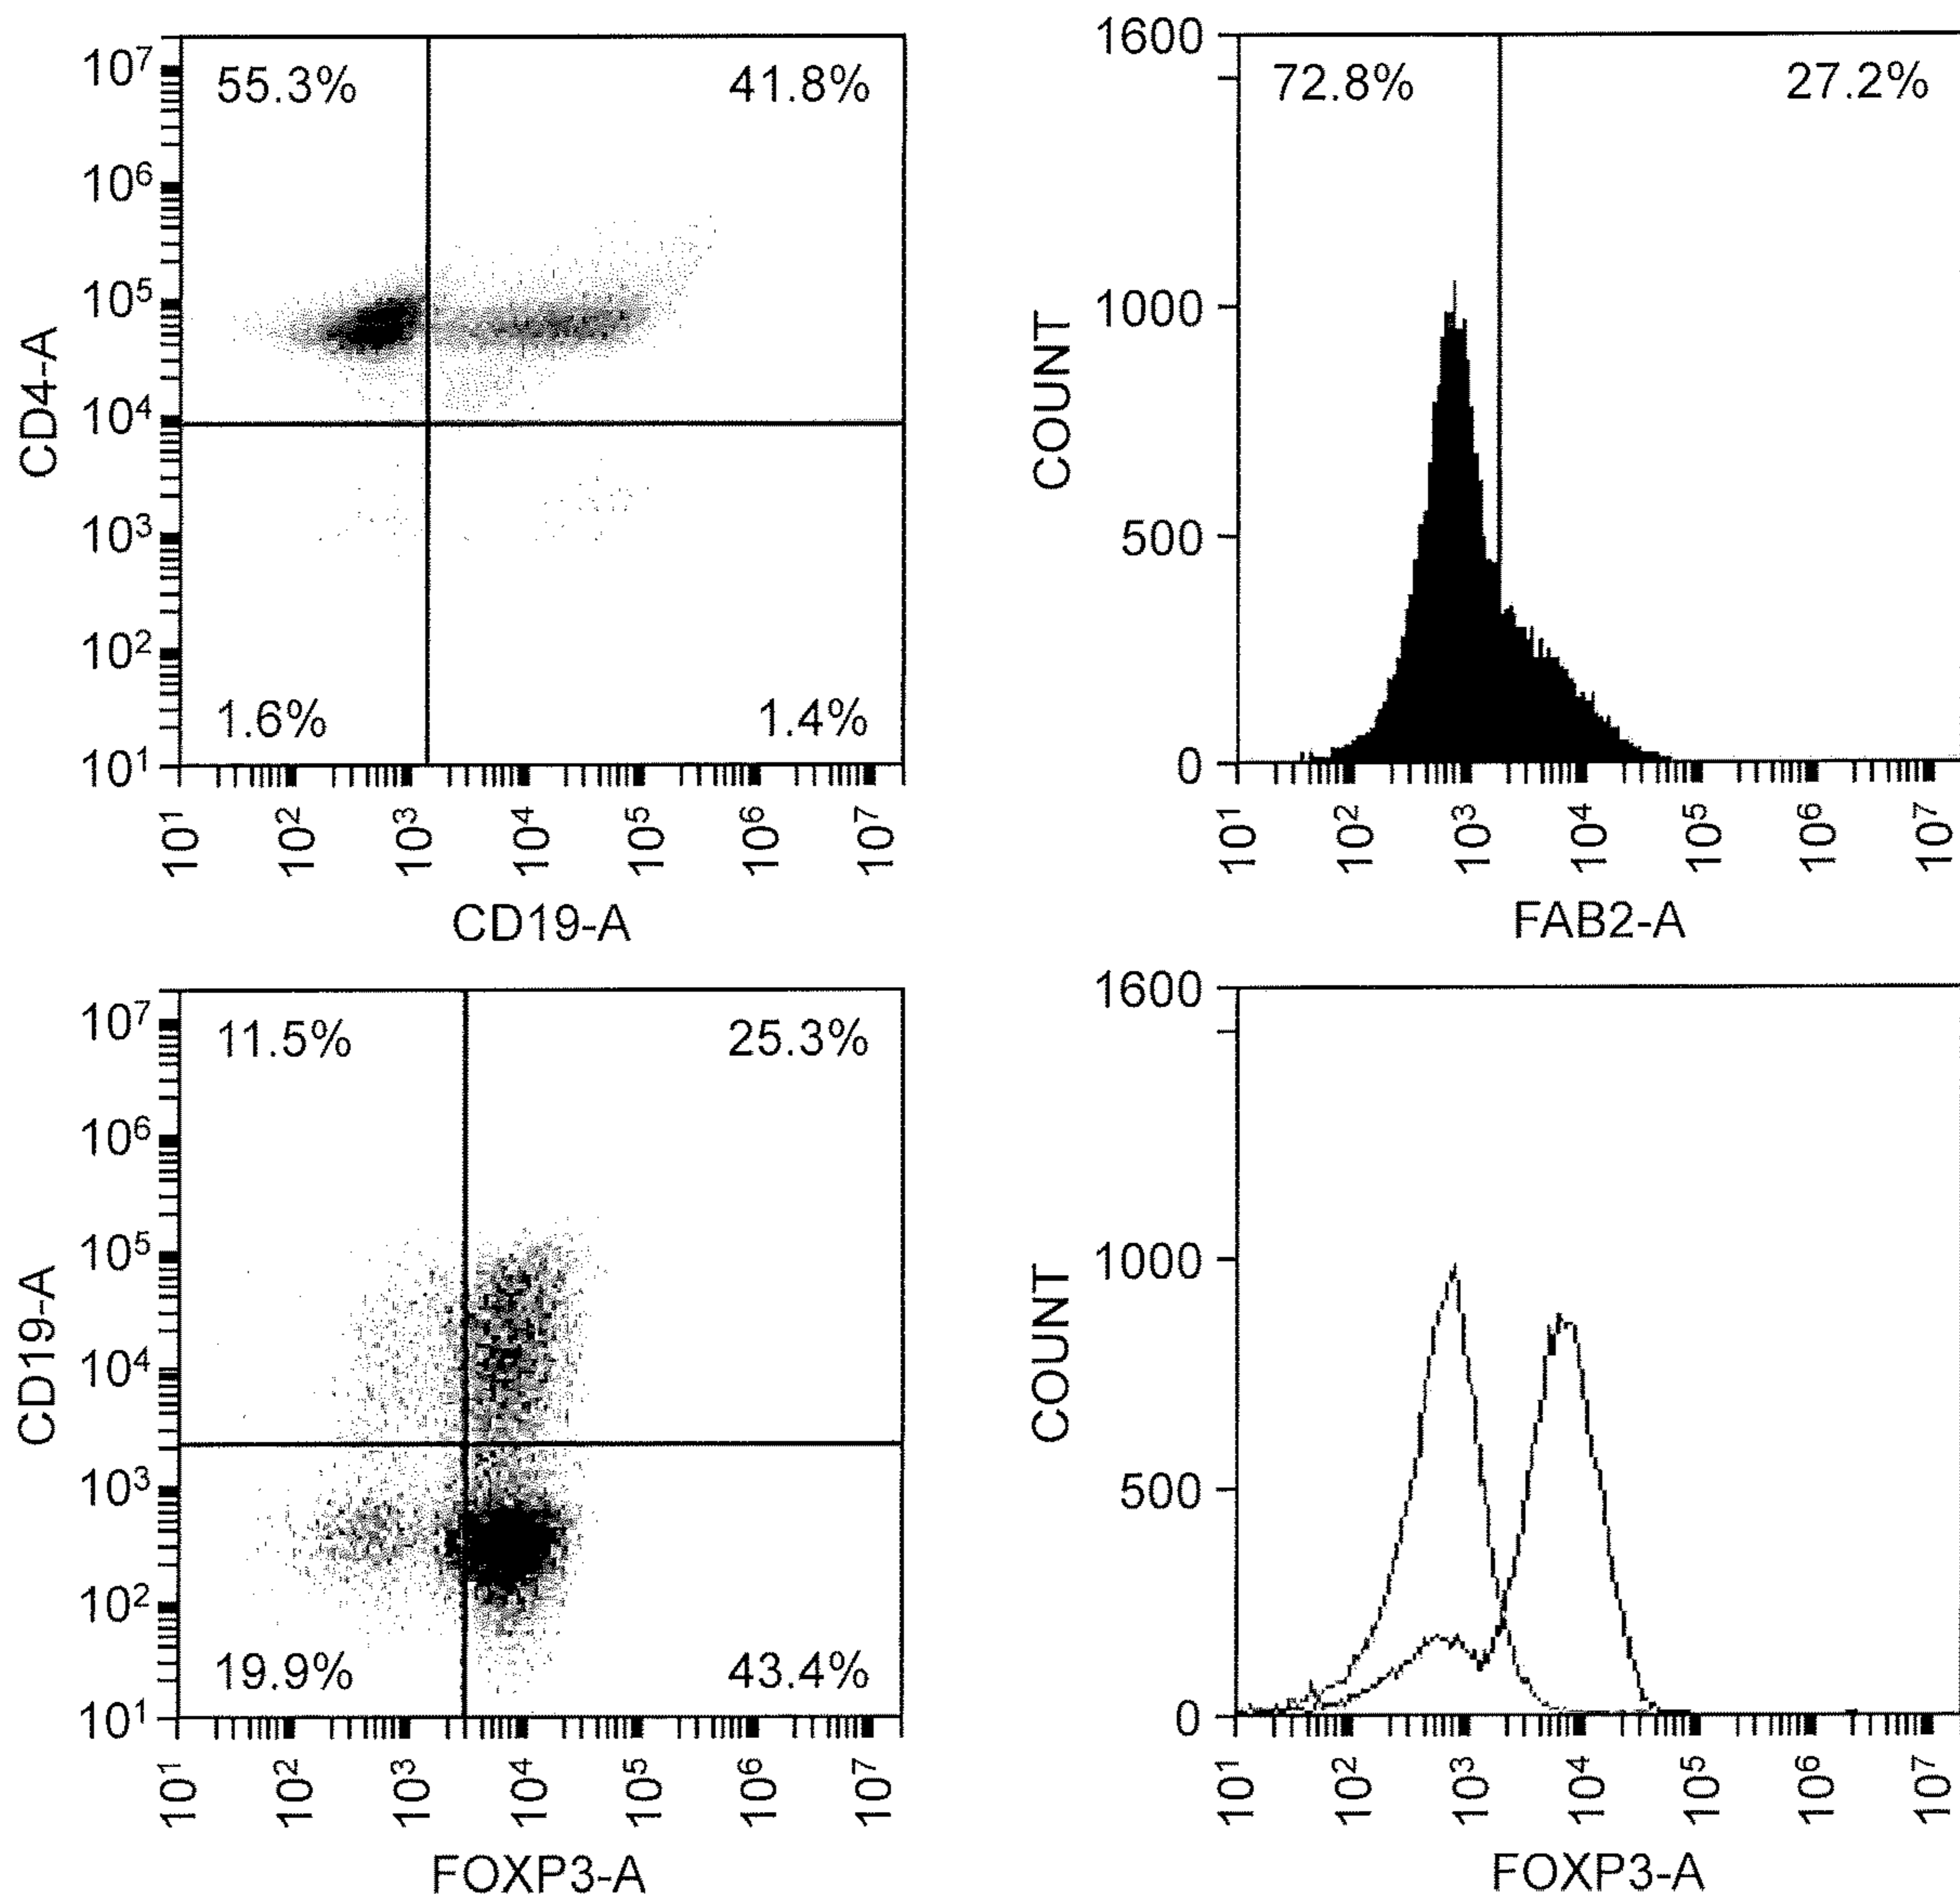 10⁷
10⁶
10⁵
10⁴
10³
10²
10¹
CD4-A
55.3%
41.8%
1.6%
1.4%
10¹ 10² 10³ 10⁴ 10⁵ 10⁶ 10⁷
CD19-A
1600
1000
500
0
COUNT
72.8%
27.2%
10¹ 10² 10³ 10⁴ 10⁵ 10⁶ 10⁷
FAB2-A
10⁷
10⁶
10⁵
10⁴
10³
10²
10¹
CD19-A
11.5%
25.3%
19.9%
43.4%
10¹ 10² 10³ 10⁴ 10⁵ 10⁶ 10⁷
FOXP3-A
1600
1000
500
0
COUNT
10¹ 10² 10³ 10⁴ 10⁵ 10⁶ 10⁷
FOXP3-A